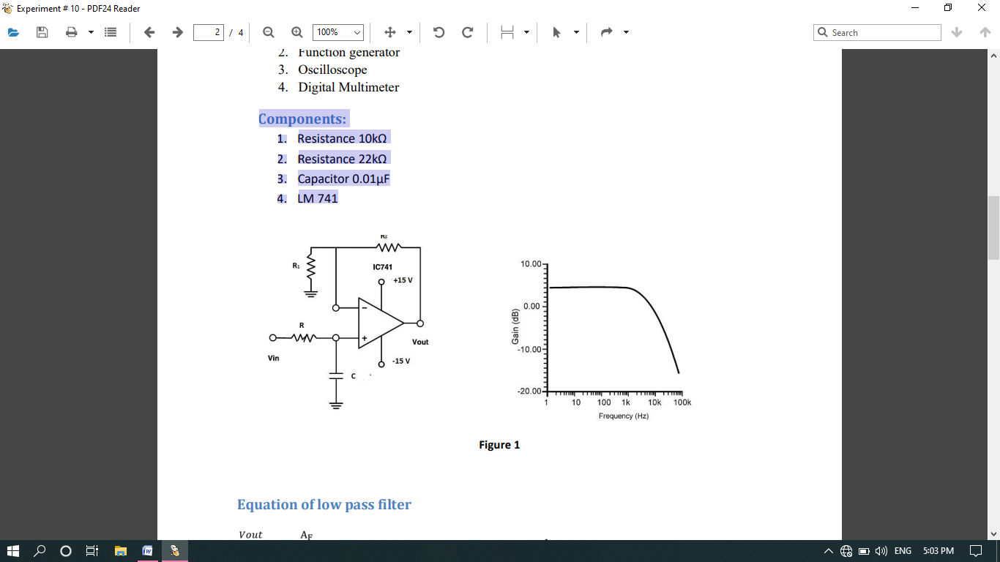 Experiment # 10 - PDF24 Reader
2 / 4
100%
Search
2. Function generator
3. Oscilloscope
4. Digital Multimeter
Components:
1. Resistance 10kΩ
2. Resistance 22kΩ
3. Capacitor 0.01μF
4. LM 741
RF
R1
IC741
+15 V
R
Vout
Vin
-15 V
C
10.00
0.00
-10.00
-20.00
Gain (dB)
1 10 100 1k 10k 100k
Frequency (Hz)
Figure 1
Equation of low pass filter
Vout AF
ENG 5:03 PM